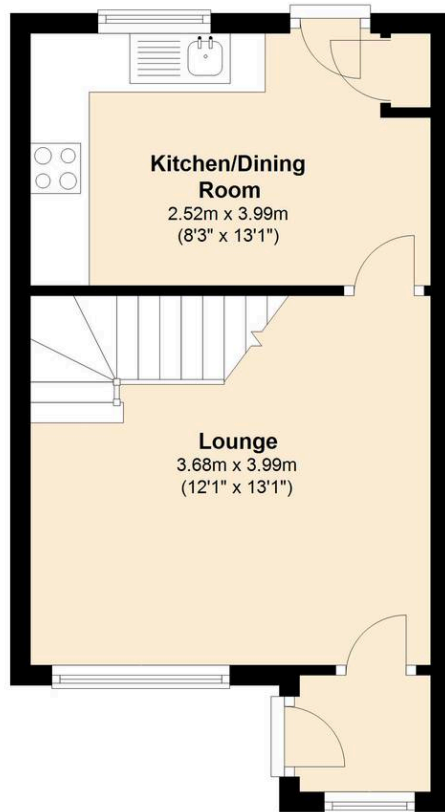 Kitchen/Dining
Room
2.52m x 3.99m
(8'3" x 13'1")
Lounge
3.68m x 3.99m
(12'1" x 13'1")